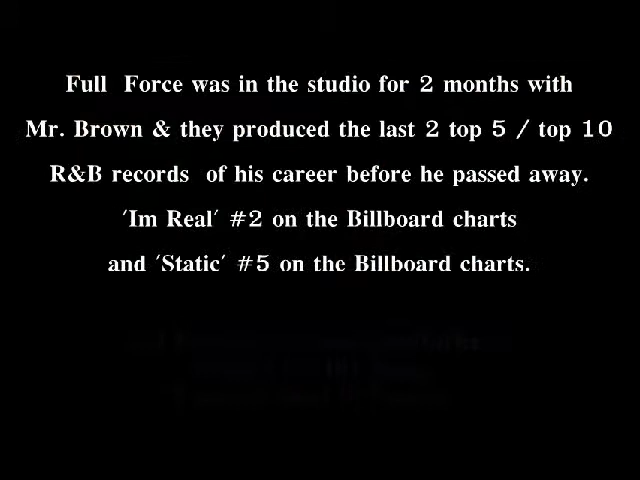 Full Force was in the studio for 2 months with
Mr. Brown & they produced the last 2 top 5 / top 10
R&B records of his career before he passed away.
'Im Real' #2 on the Billboard charts
and 'Static' #5 on the Billboard charts.